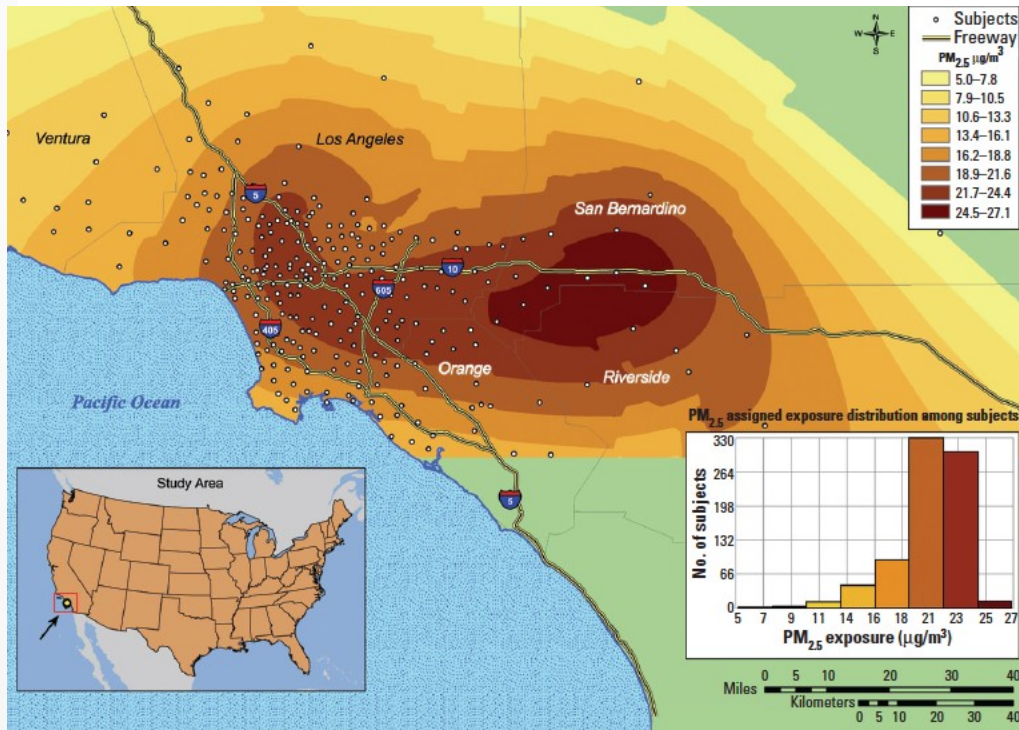 N
W E
S
Subjects
Freeway
PM2.5 µg/m3
5.0–7.8
7.9–10.5
10.6–13.3
13.4–16.1
16.2–18.8
18.9–21.6
21.7–24.4
24.5–27.1
Ventura
Los Angeles
5
San Bernardino
10
605
405
Orange
Riverside
Pacific Ocean
5
Study Area
PM2.5 assigned exposure distribution among subjects
No. of subjects
330
264
198
132
66
0
5 7 9 11 14 16 18 21 23 25 27
PM2.5 exposure (µg/m3)
Miles 0 5 10 20 30 40
Kilometers 0 5 10 20 30 40